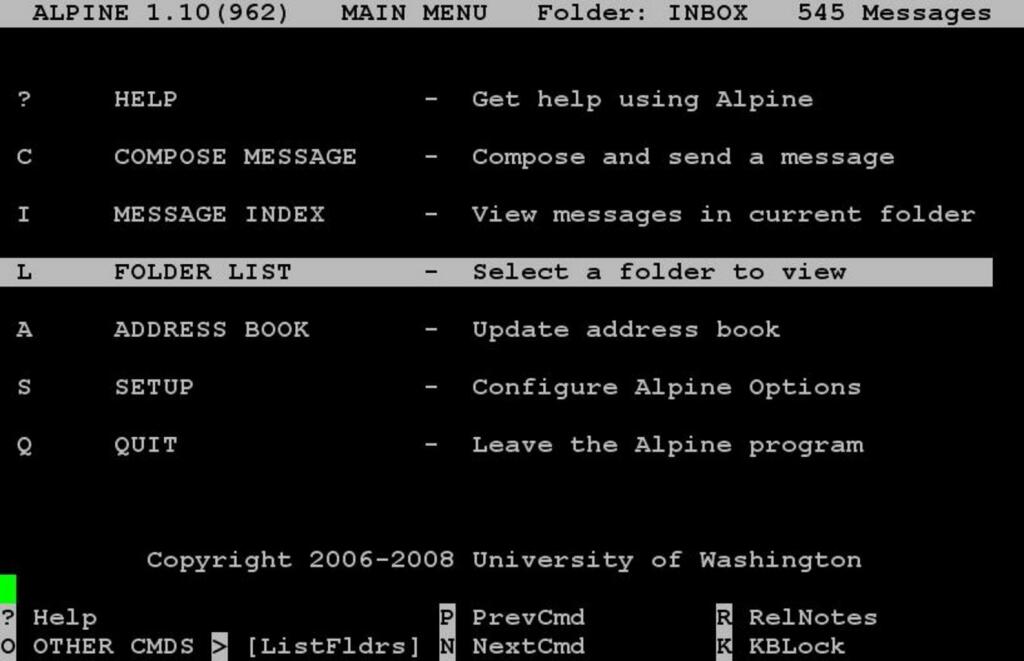 ALPINE 1.10(962)   MAIN MENU   Folder: INBOX   545 Messages
?     HELP               -  Get help using Alpine
C     COMPOSE MESSAGE    -  Compose and send a message
I     MESSAGE INDEX      -  View messages in current folder
L     FOLDER LIST        -  Select a folder to view
A     ADDRESS BOOK       -  Update address book
S     SETUP              -  Configure Alpine Options
Q     QUIT               -  Leave the Alpine program
Copyright 2006-2008 University of Washington
? Help                     P PrevCmd          R RelNotes
O OTHER CMDS > [ListFldrs] N NextCmd          K KBLock